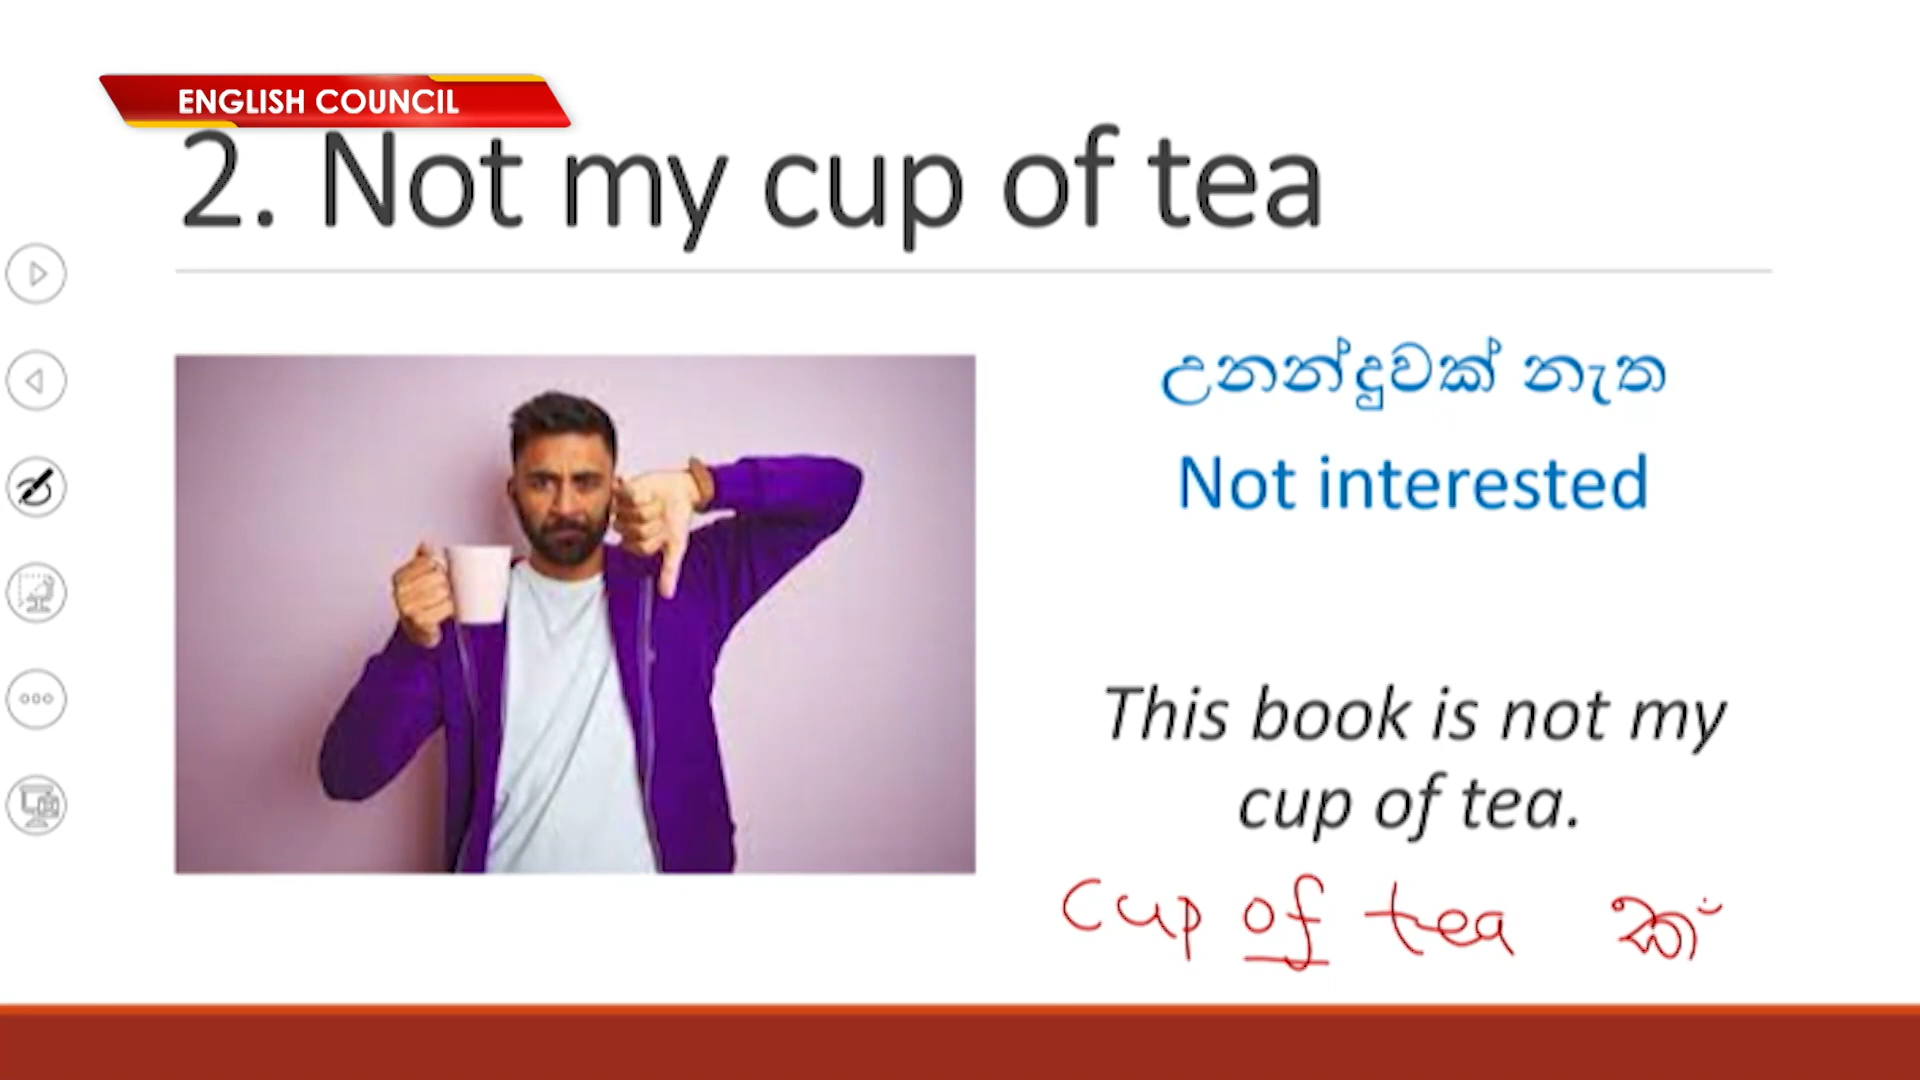 ENGLISH COUNCIL
2. Not my cup of tea
උනන්දුවක් නැත
Not interested
This book is not my
cup of tea.
cup of tea